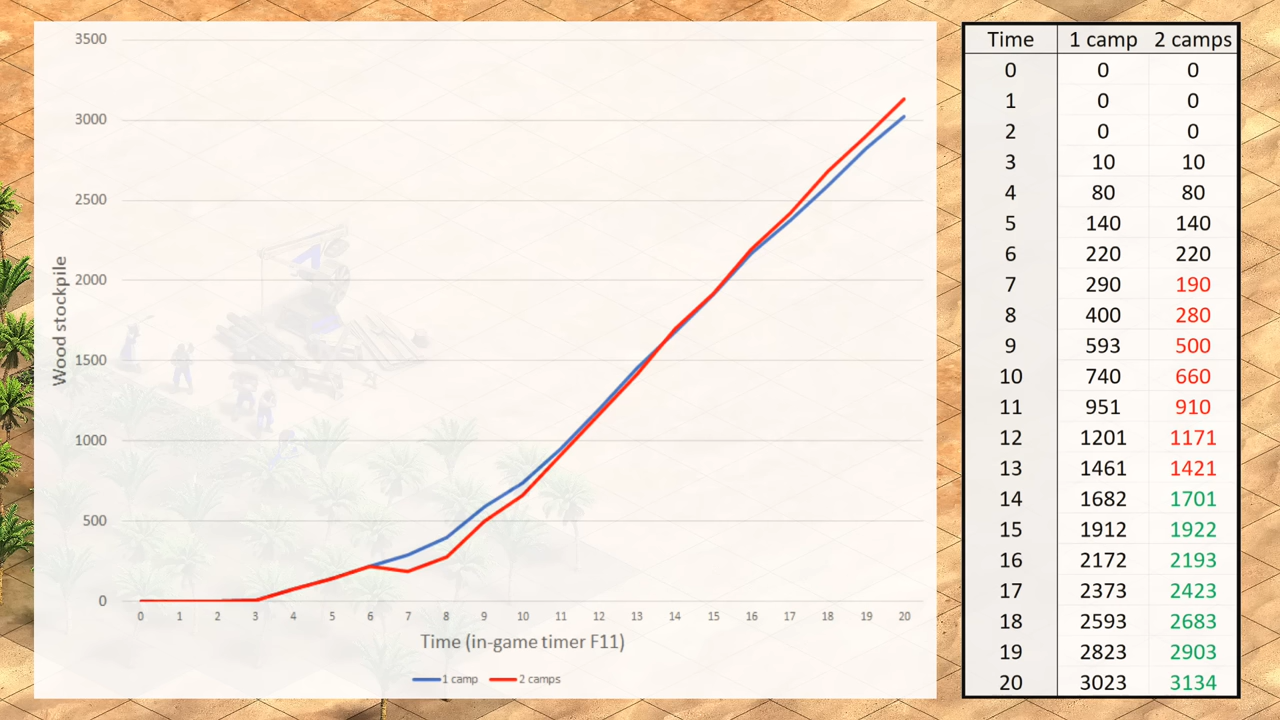 3500
3000
2500
2000
1500
1000
500
0
Wood stockpile
0 1 2 3 4 5 6 7 8 9 10 11 12 13 14 15 16 17 18 19 20
Time (in-game timer F11)
1 camp 2 camps
Time 1 camp 2 camps
0 0 0
1 0 0
2 0 0
3 10 10
4 80 80
5 140 140
6 220 220
7 290 190
8 400 280
9 593 500
10 740 660
11 951 910
12 1201 1171
13 1461 1421
14 1682 1701
15 1912 1922
16 2172 2193
17 2373 2423
18 2593 2683
19 2823 2903
20 3023 3134